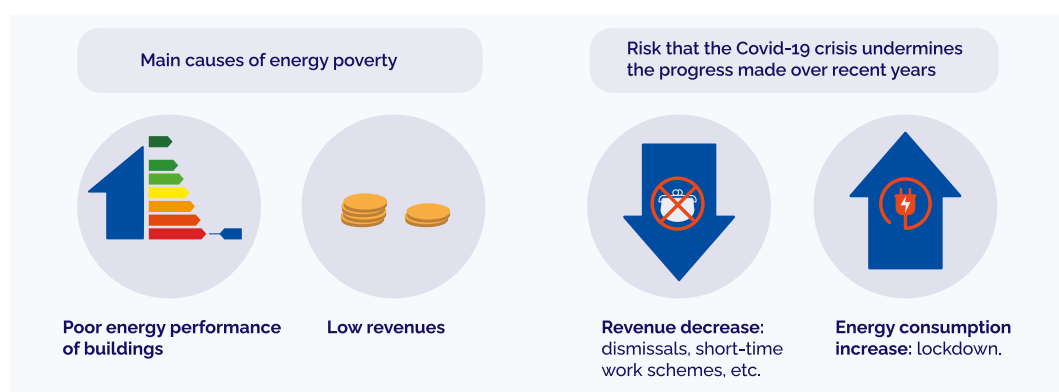 Main causes of energy poverty
Risk that the Covid-19 crisis undermines
the progress made over recent years
Poor energy performance
of buildings
Low revenues
Revenue decrease:
dismissals, short-time
work schemes, etc.
Energy consumption
increase: lockdown.